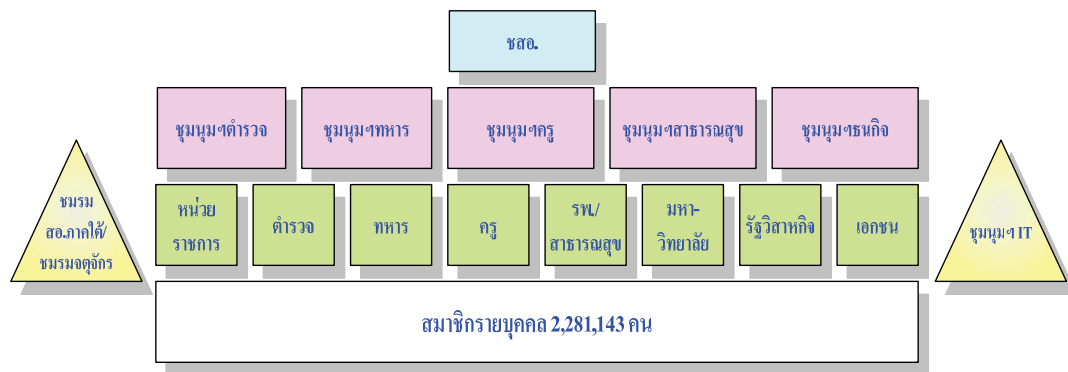 ชสอ.
ชุมนุมฯตำรวจ
ชุมนุมฯทหาร
ชุมนุมฯครู
ชุมนุมฯสาธารณสุข
ชุมนุมฯธนกิจ
ชมรม
สอ.ภาคใต้/
ชมรมจตุจักร
หน่วย
ราชการ
ตำรวจ
ทหาร
ครู
รพ./
สาธารณสุข
มหา-
วิทยาลัย
รัฐวิสาหกิจ
เอกชน
ชุมนุมฯ IT
สมาชิกรายบุคคล 2,281,143 คน